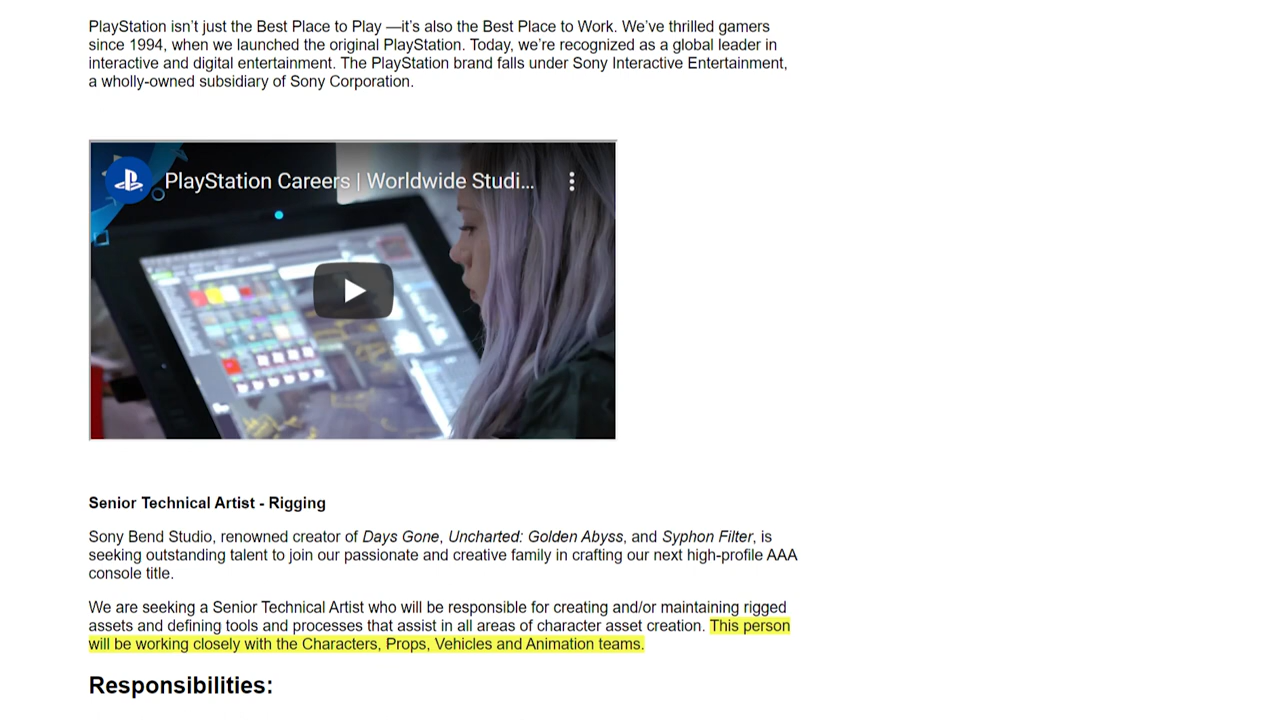 PlayStation isn’t just the Best Place to Play —it’s also the Best Place to Work. We’ve thrilled gamers
since 1994, when we launched the original PlayStation. Today, we’re recognized as a global leader in
interactive and digital entertainment. The PlayStation brand falls under Sony Interactive Entertainment,
a wholly-owned subsidiary of Sony Corporation.
PlayStation Careers | Worldwide Studi...
Senior Technical Artist - Rigging
Sony Bend Studio, renowned creator of Days Gone, Uncharted: Golden Abyss, and Syphon Filter, is
seeking outstanding talent to join our passionate and creative family in crafting our next high-profile AAA
console title.
We are seeking a Senior Technical Artist who will be responsible for creating and/or maintaining rigged
assets and defining tools and processes that assist in all areas of character asset creation. This person
will be working closely with the Characters, Props, Vehicles and Animation teams.
Responsibilities: